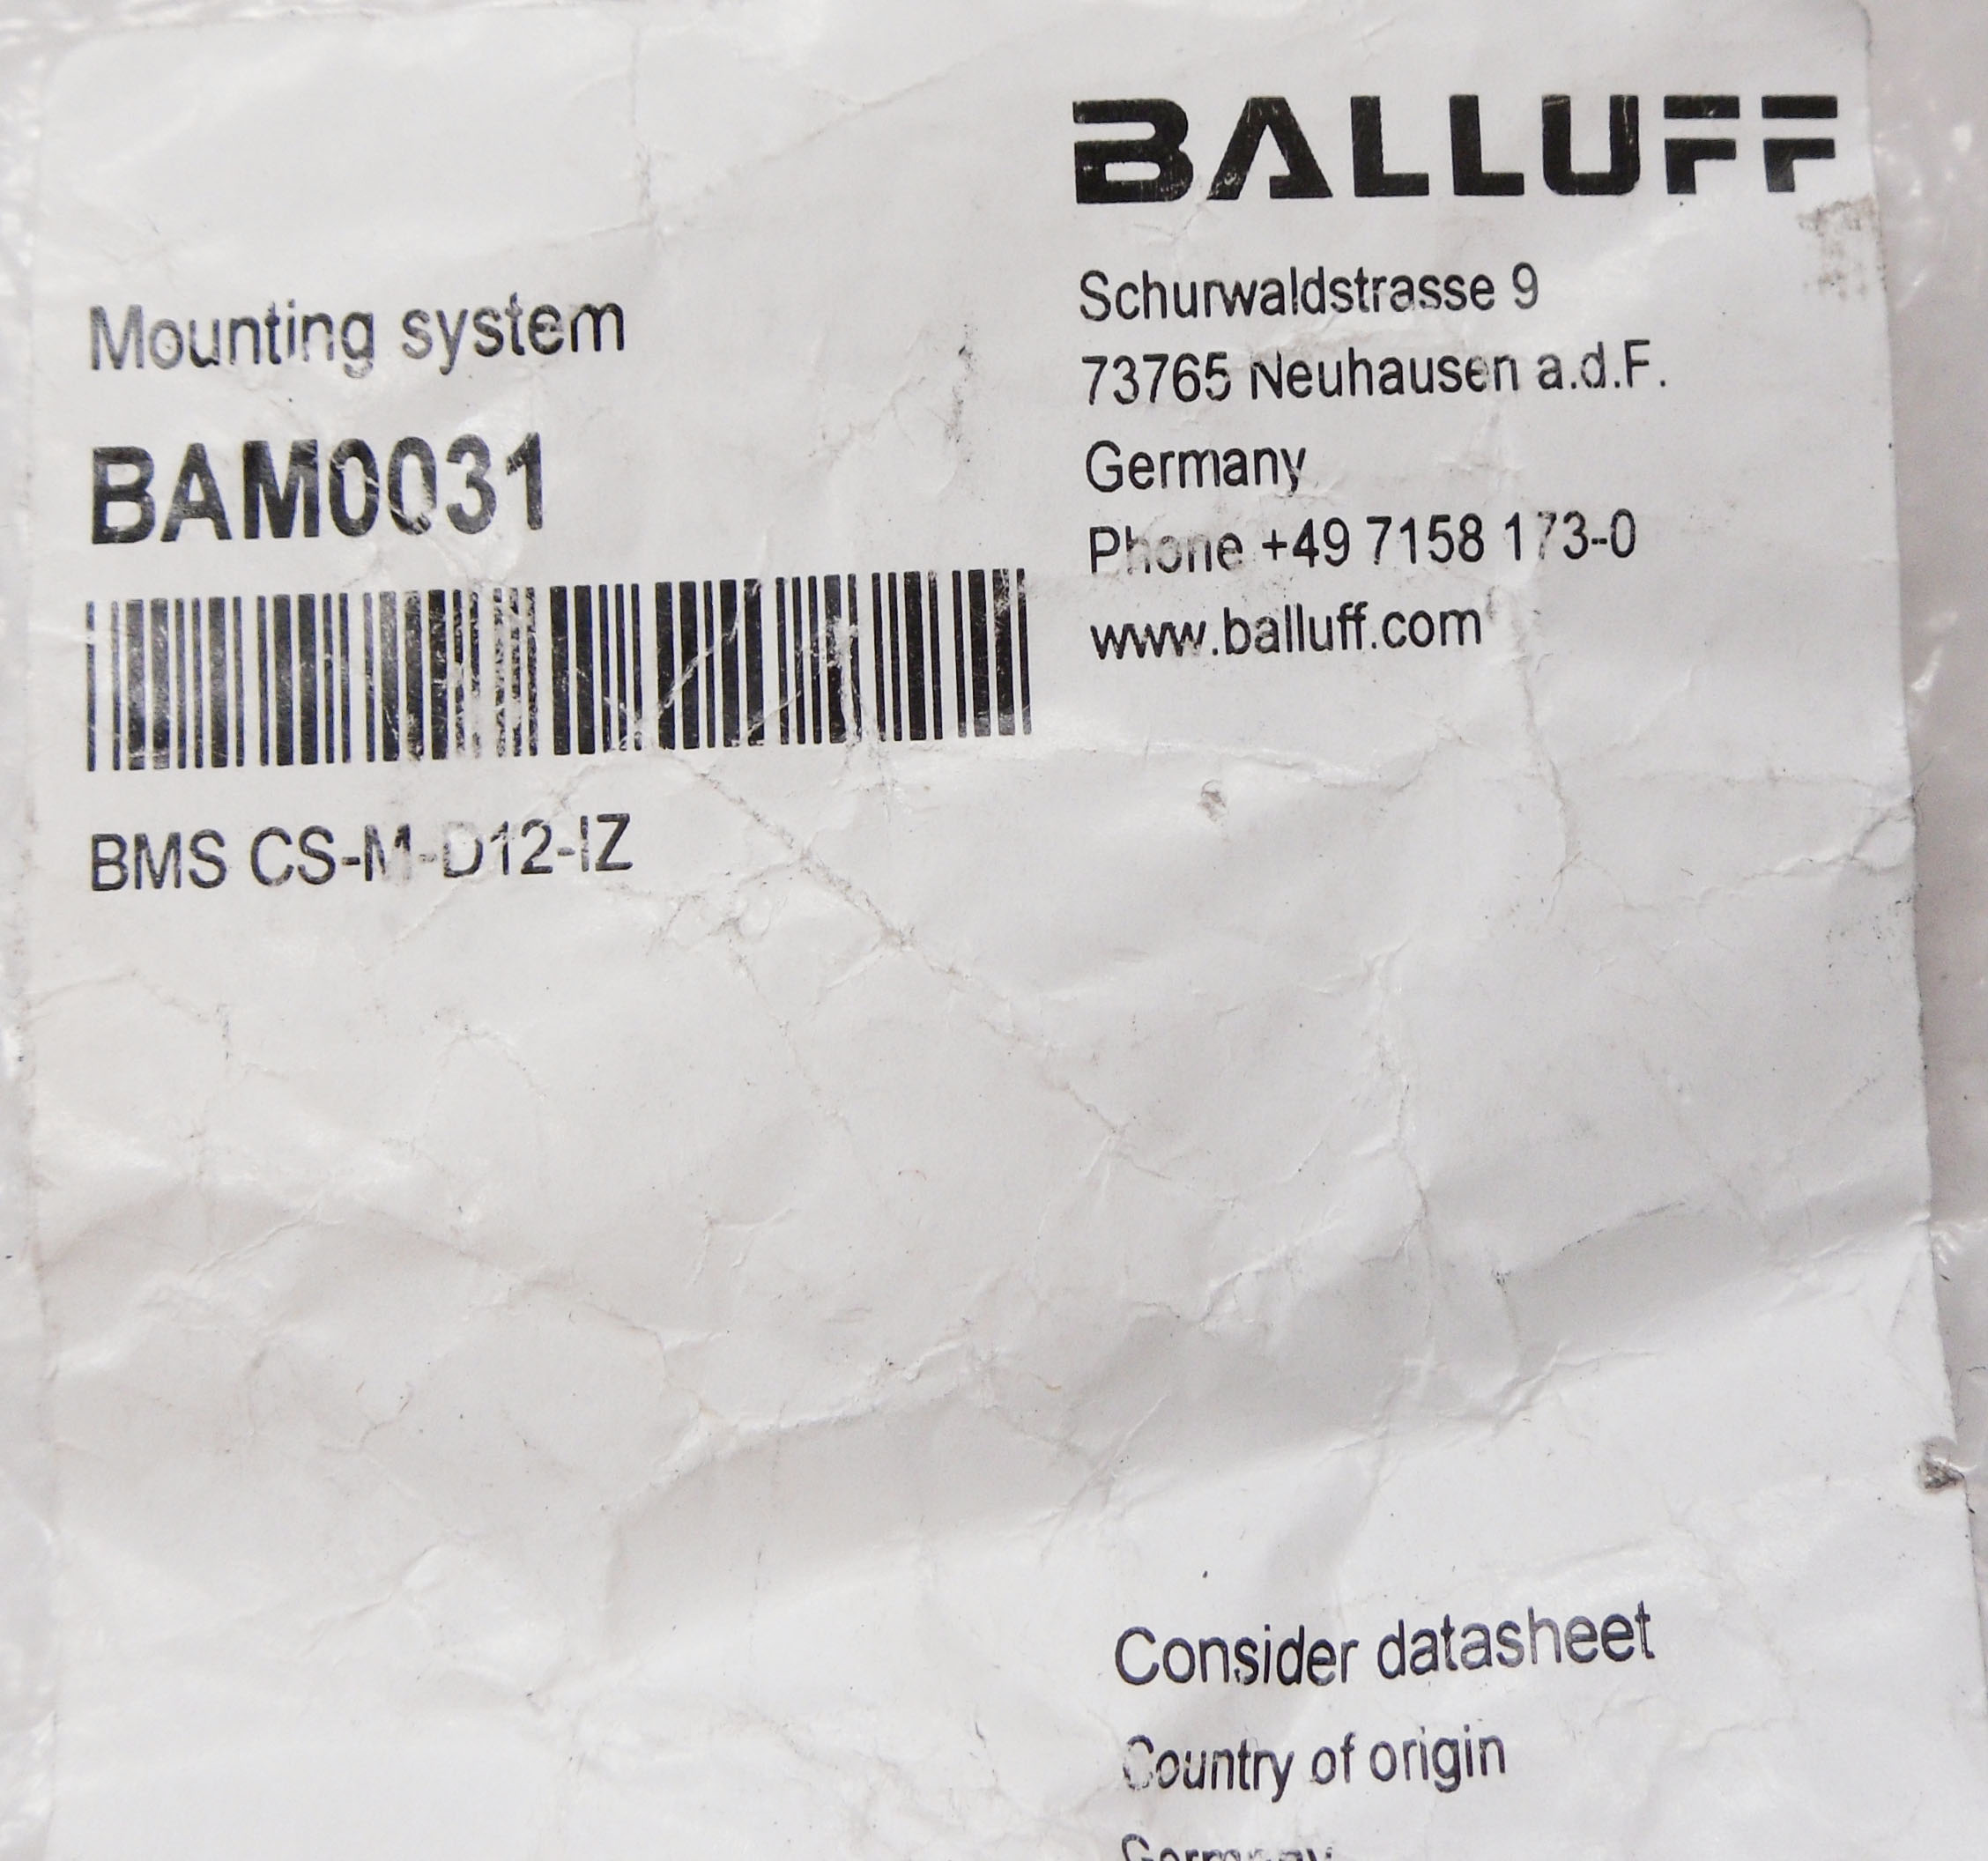 BALLUFF
Mounting system
BAM0031
BMS CS-M-D12-IZ
Schurwaldstrasse 9
73765 Neuhausen a.d.F.
Germany
Phone +49 7158 173-0
www.balluff.com
Consider datasheet
Country of origin
Germany